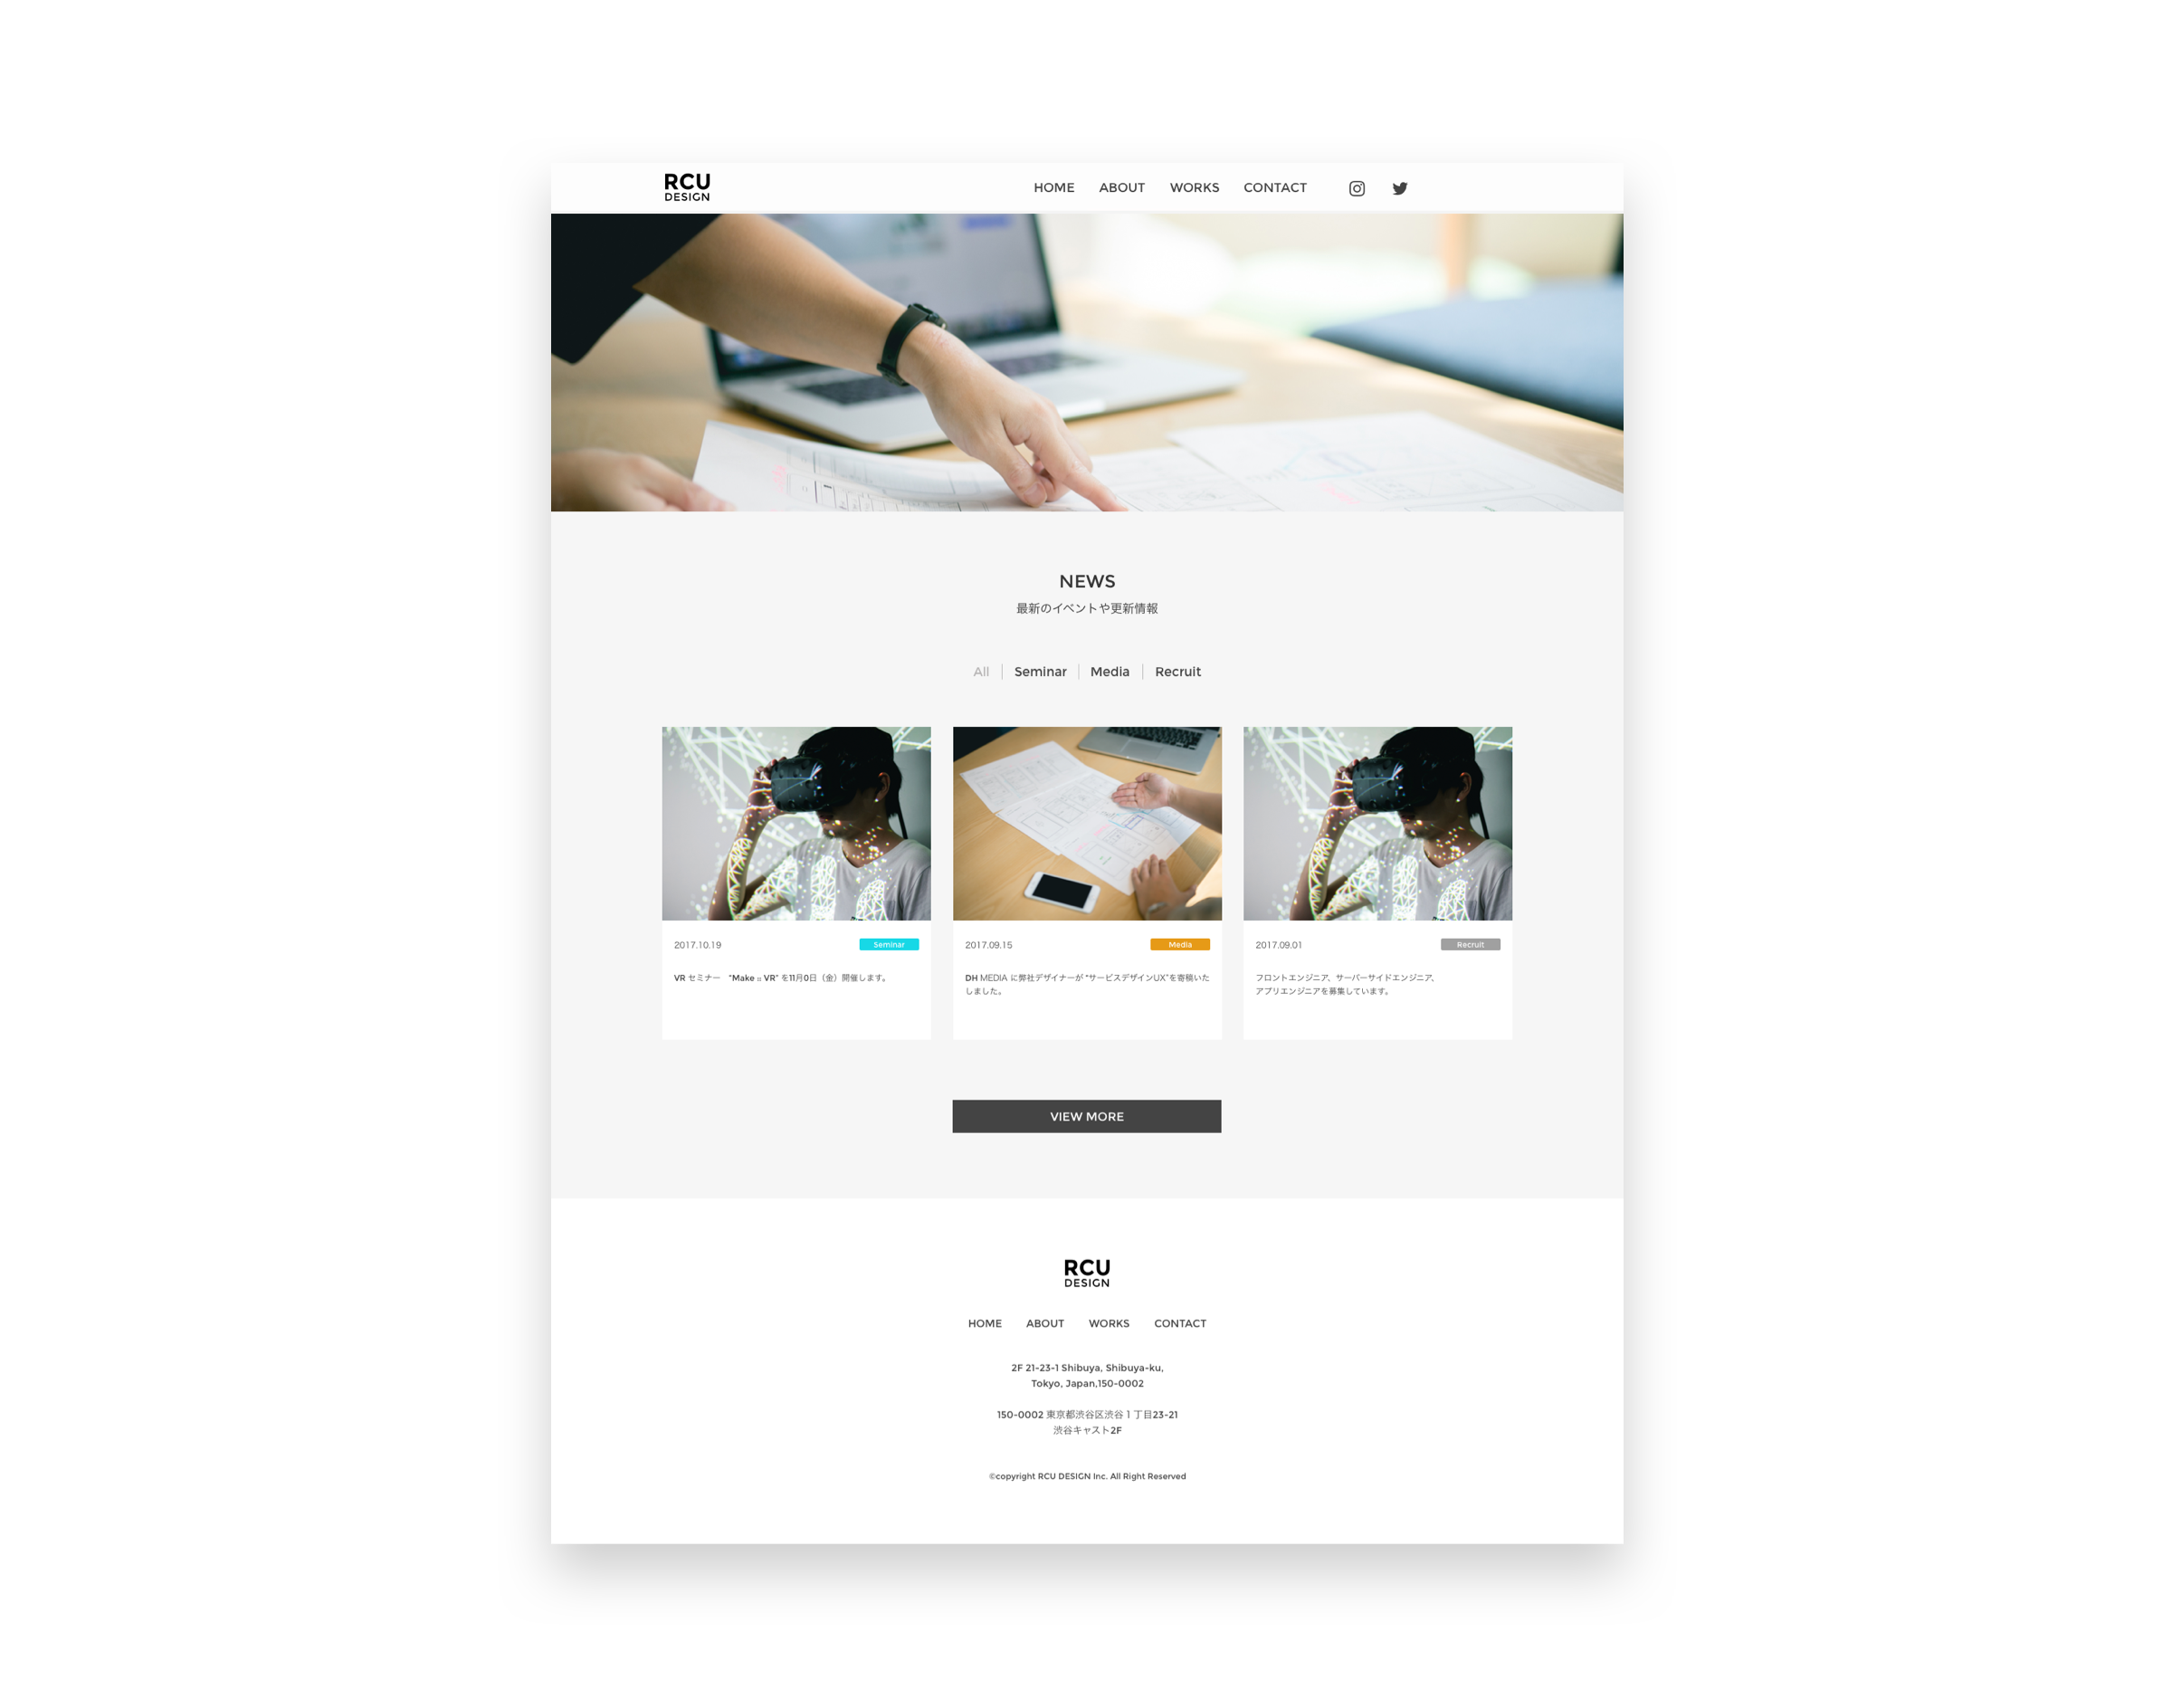 RCU
DESIGN
HOME ABOUT WORKS CONTACT
NEWS
最新のイベントや更新情報
All Seminar Media Recruit
2017.10.19 Seminar
VR セミナー “Make :: VR” を11月0日（金）開催します。
2017.09.15 Media
DH MEDIA に弊社デザイナーが “サービスデザインUX”を寄稿いた
しました。
2017.09.01 Recruit
フロントエンジニア、サーバーサイドエンジニア、
アプリエンジニアを募集しています。
VIEW MORE
RCU
DESIGN
HOME ABOUT WORKS CONTACT
2F 21-23-1 Shibuya, Shibuya-ku,
Tokyo, Japan,150-0002
150-0002 東京都渋谷区渋谷 1 丁目23-21
渋谷キャスト2F
©copyright RCU DESIGN Inc. All Right Reserved